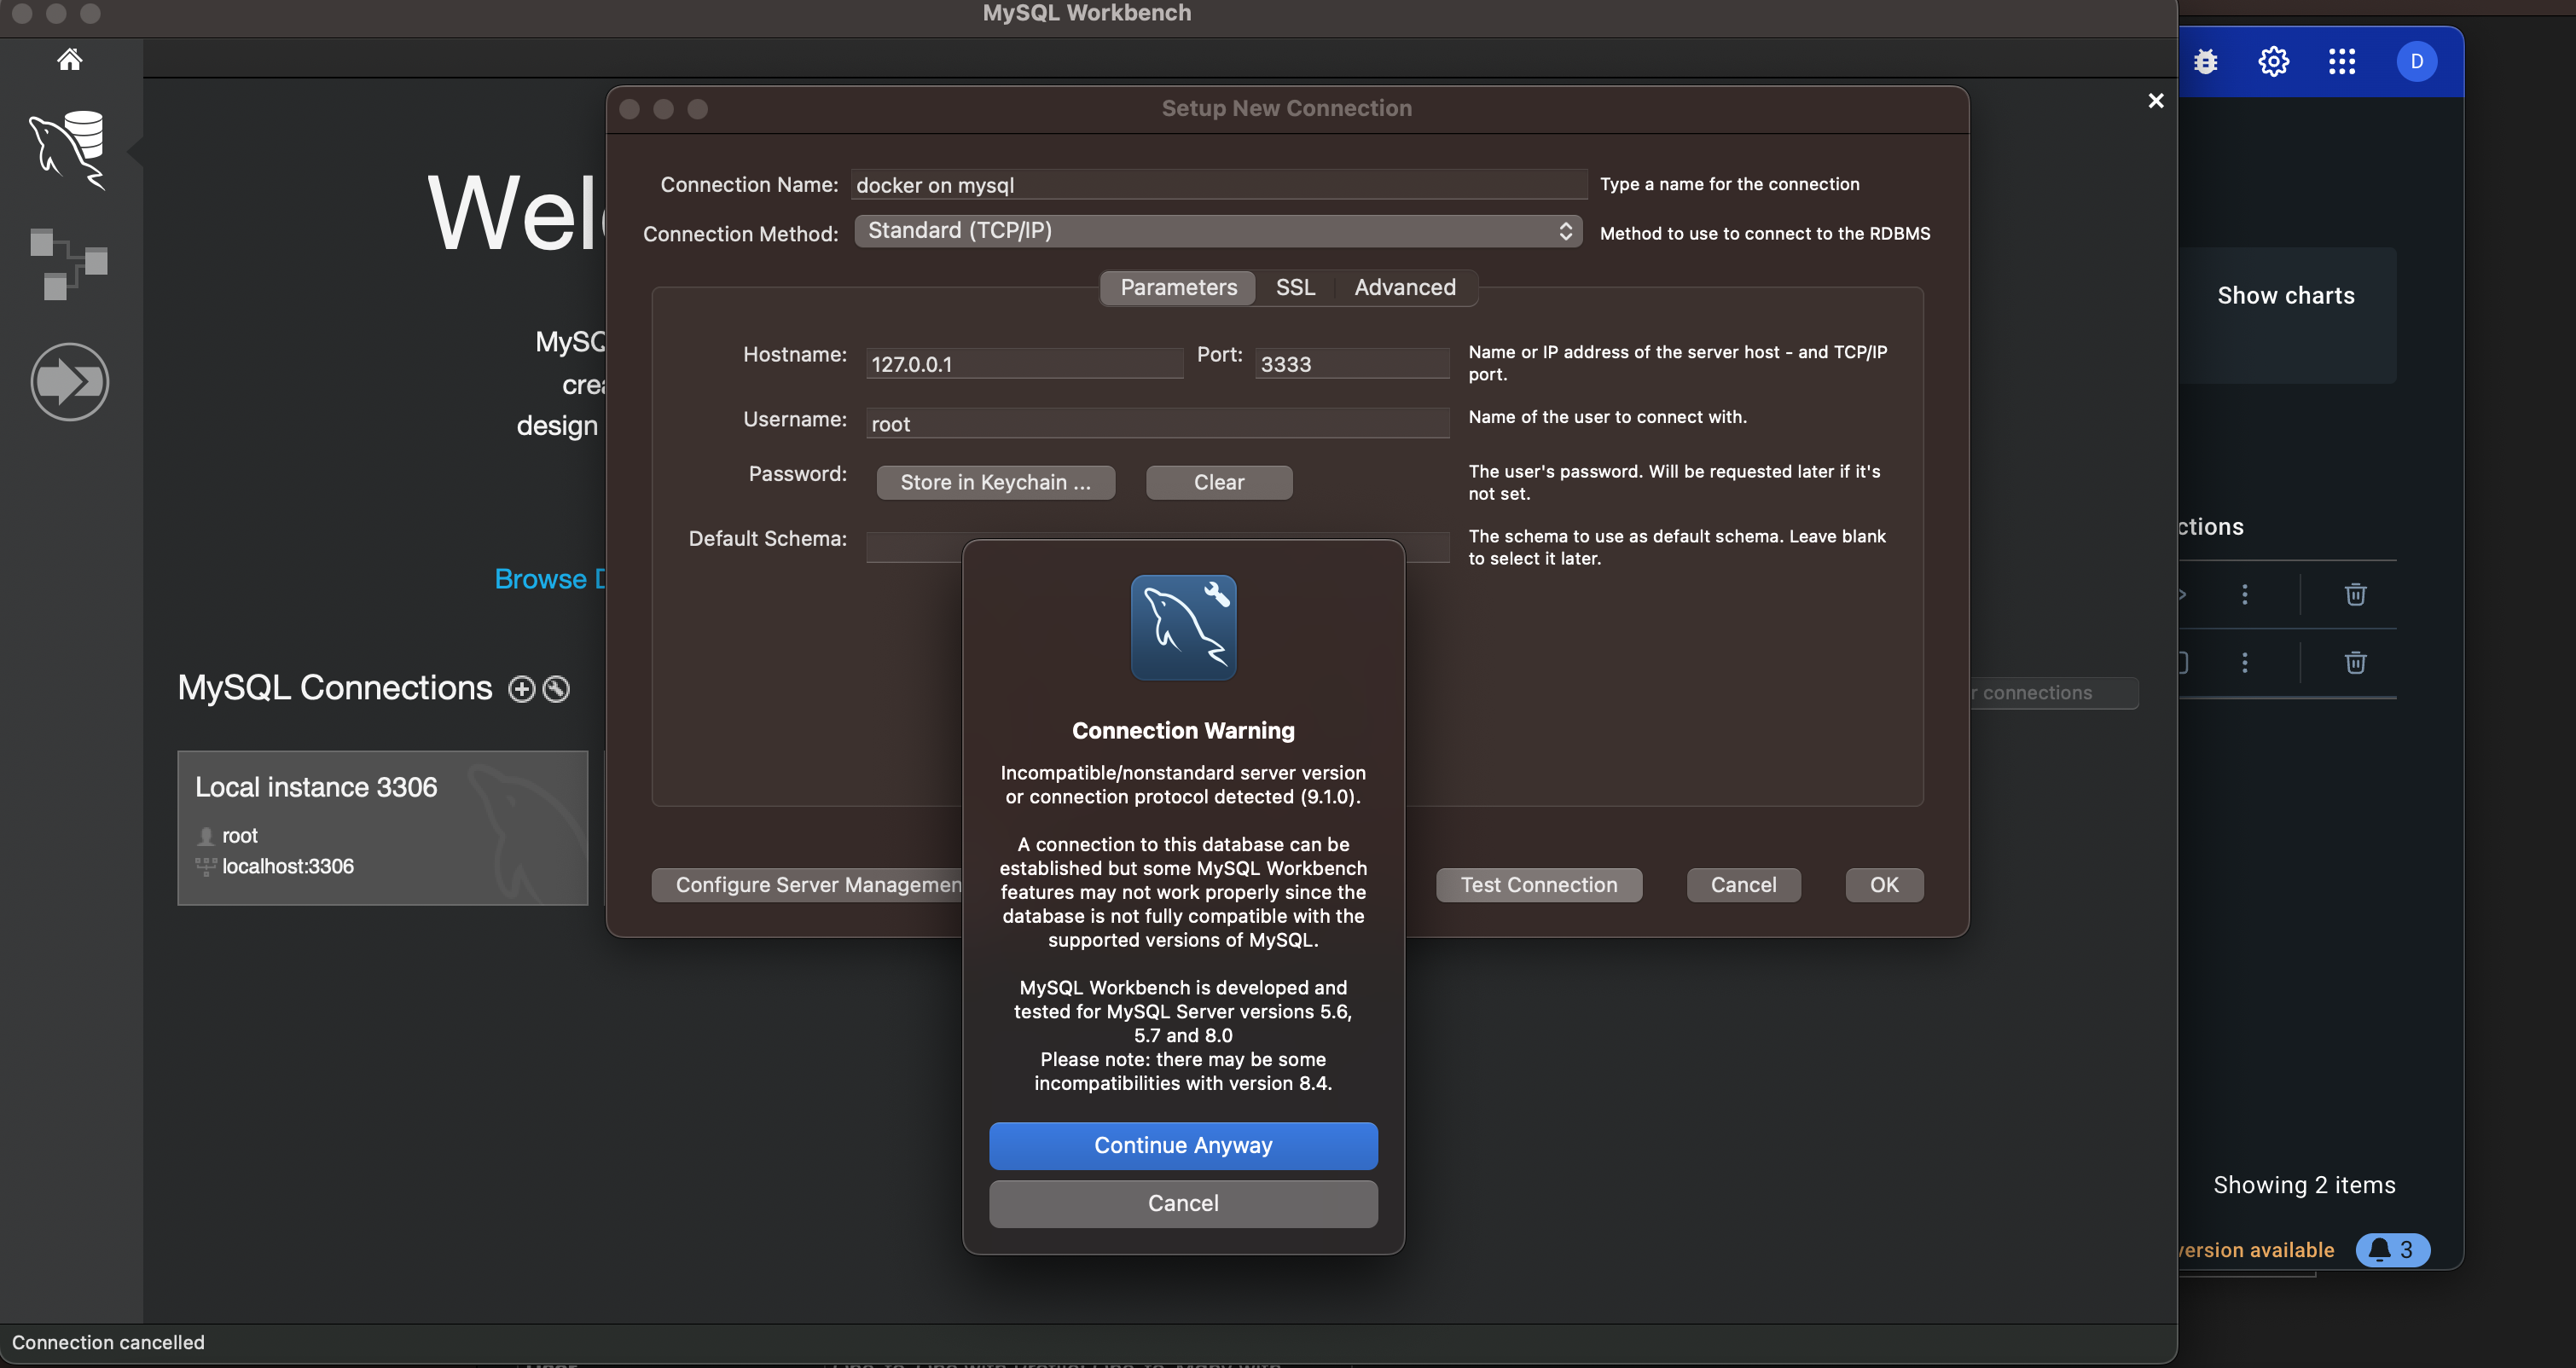 MySQL Workbench
D
Setup New Connection
Connection Name: docker on mysql Type a name for the connection
Connection Method: Standard (TCP/IP) Method to use to connect to the RDBMS
Parameters SSL Advanced
Hostname: 127.0.0.1 Port: 3333 Name or IP address of the server host - and TCP/IP
port.
Username: root Name of the user to connect with.
Password: Store in Keychain ... Clear The user's password. Will be requested later if it's
not set.
Default Schema: The schema to use as default schema. Leave blank
to select it later.
Configure Server Managemen
Test Connection Cancel OK
Connection Warning
Incompatible/nonstandard server version
or connection protocol detected (9.1.0).
A connection to this database can be
established but some MySQL Workbench
features may not work properly since the
database is not fully compatible with the
supported versions of MySQL.
MySQL Workbench is developed and
tested for MySQL Server versions 5.6,
5.7 and 8.0
Please note: there may be some
incompatibilities with version 8.4.
Continue Anyway
Cancel
Wel
MySQ
crea
design
Browse D
MySQL Connections
r connections
Local instance 3306
root
localhost:3306
Connection cancelled
Show charts
ctions
Showing 2 items
version available 3